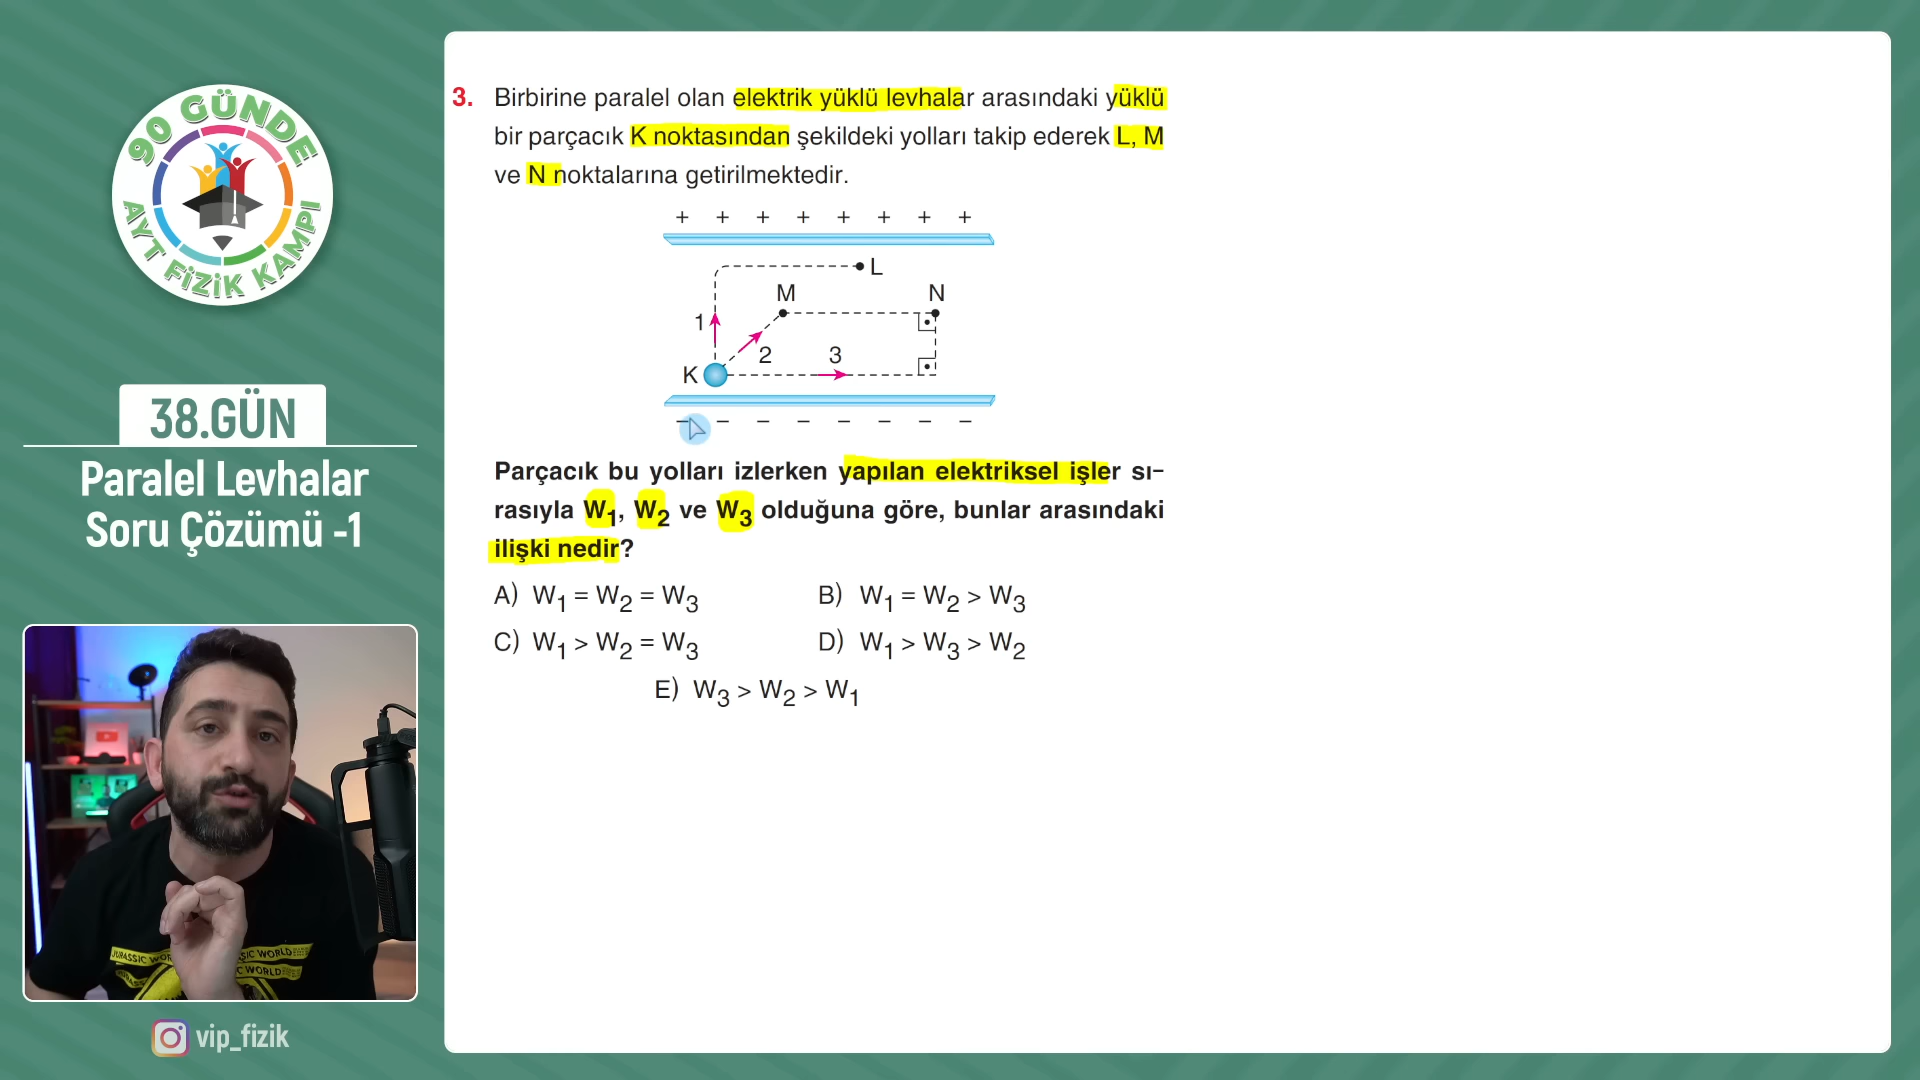 90 GÜNDE
AYT FİZİK KAMPI
38.GÜN
Paralel Levhalar
Soru Çözümü -1
vip_fizik
3. Birbirine paralel olan elektrik yüklü levhalar arasındaki yüklü
bir parçacık K noktasından şekildeki yolları takip ederek L, M
ve N noktalarına getirilmektedir.
+ + + + + + + +
L
M N
1
2 3
K
− − − − − − − −
Parçacık bu yolları izlerken yapılan elektriksel işler sı-
rasıyla W₁, W₂ ve W₃ olduğuna göre, bunlar arasındaki
ilişki nedir?
A) W₁ = W₂ = W₃ B) W₁ = W₂ > W₃
C) W₁ > W₂ = W₃ D) W₁ > W₃ > W₂
E) W₃ > W₂ > W₁